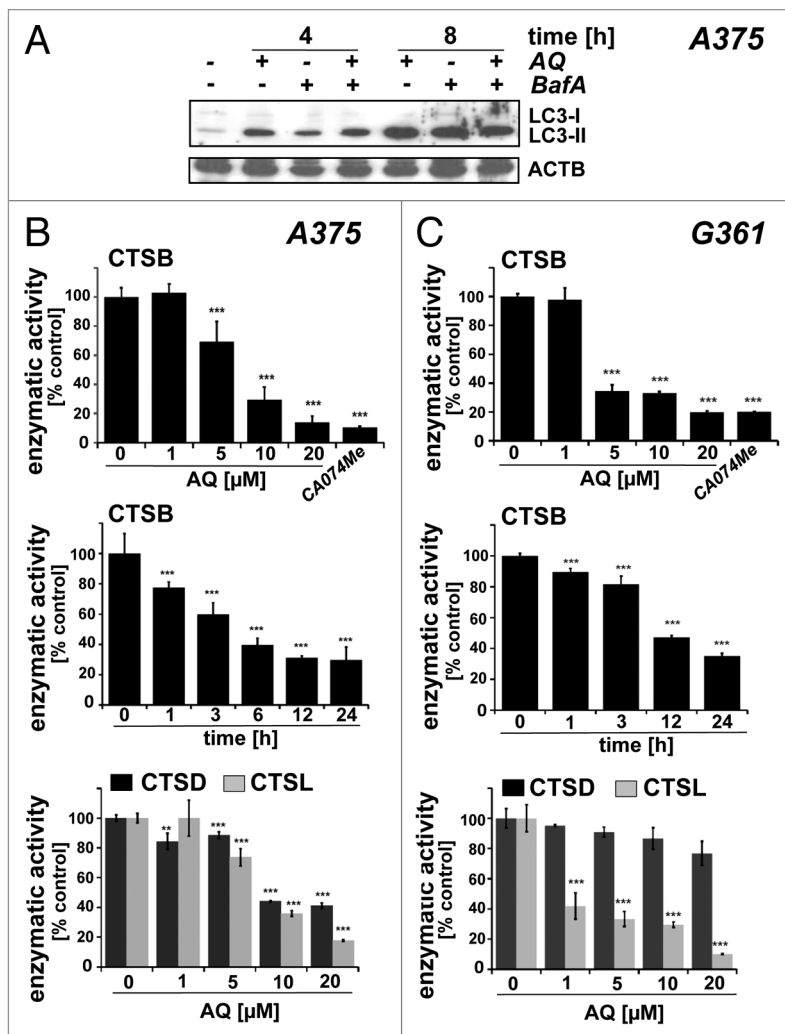 A
A375
4 8 time [h]
- + - + + - + AQ
- - + + - + + BafA
LC3-I
LC3-II
ACTB
B
A375
CTSB
enzymatic activity
[% control]
100
80
60
40
20
0
*** *** *** ***
0 1 5 10 20 CA074Me
AQ [µM]
CTSB
enzymatic activity
[% control]
100
80
60
40
20
0
*** *** *** *** ***
0 1 3 6 12 24
time [h]
CTSD CTSL
enzymatic activity
[% control]
100
80
60
40
20
0
** *** *** *** *** *** ***
0 1 5 10 20
AQ [µM]
C
G361
CTSB
enzymatic activity
[% control]
100
80
60
40
20
0
*** *** *** ***
0 1 5 10 20 CA074Me
AQ [µM]
CTSB
enzymatic activity
[% control]
100
80
60
40
20
0
*** *** *** ***
0 1 3 12 24
time [h]
CTSD CTSL
enzymatic activity
[% control]
100
80
60
40
20
0
*** *** *** ***
0 1 5 10 20
AQ [µM]